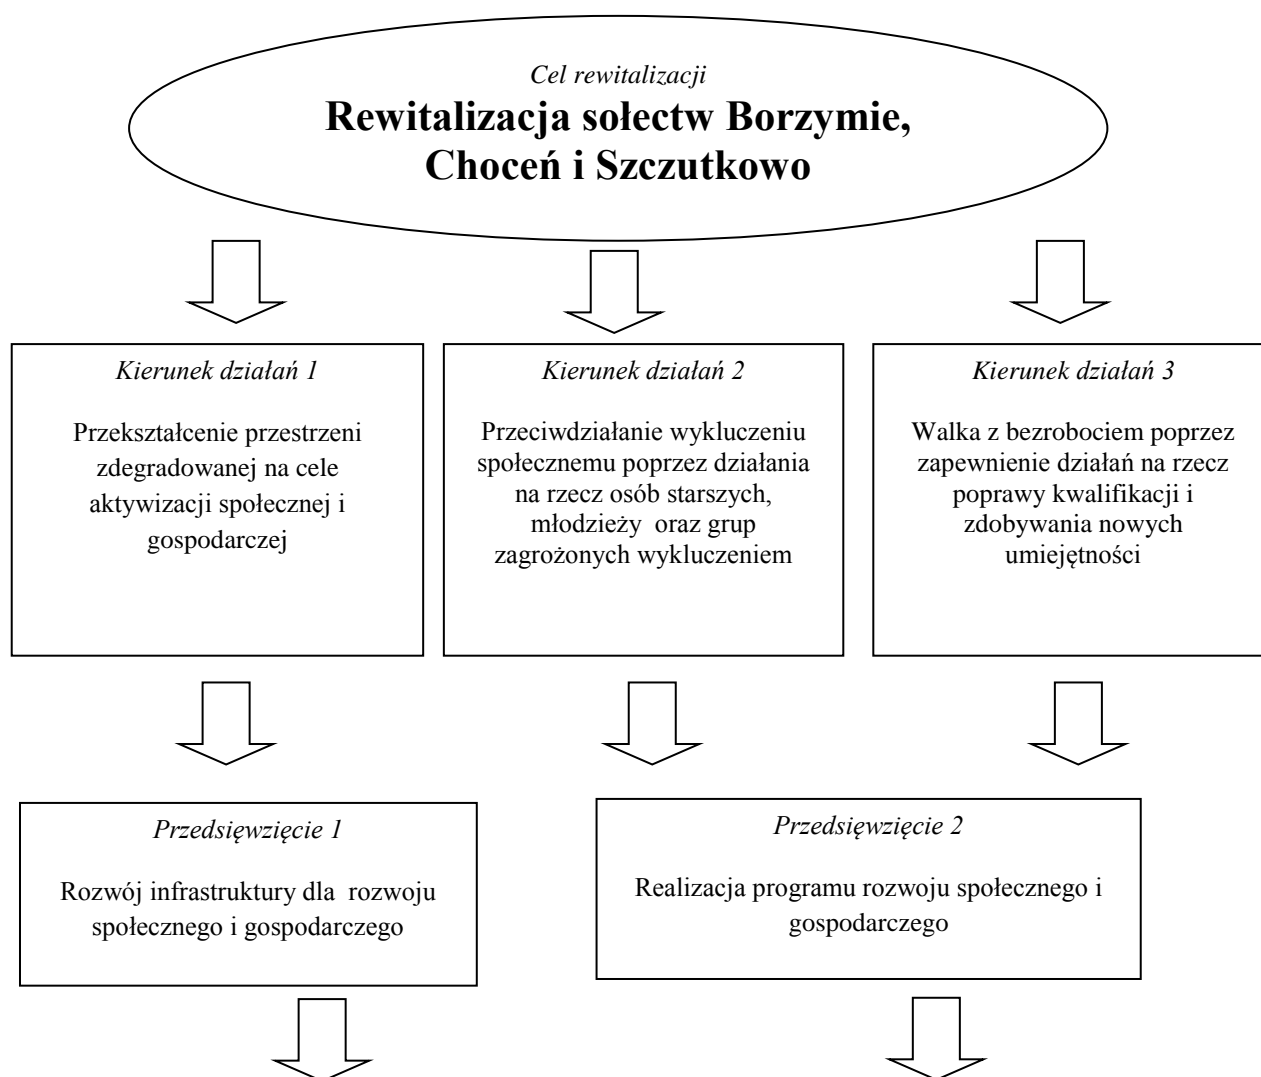 Cel rewitalizacji
Rewitalizacja sołectw Borzymie,
Choceń i Szczutkowo
Kierunek działań 1
Przekształcenie przestrzeni
zdegradowanej na cele
aktywizacji społecznej i
gospodarczej
Kierunek działań 2
Przeciwdziałanie wykluczeniu
społecznemu poprzez działania
na rzecz osób starszych,
młodzieży oraz grup
zagrożonych wykluczeniem
Kierunek działań 3
Walka z bezrobociem poprzez
zapewnienie działań na rzecz
poprawy kwalifikacji i
zdobywania nowych
umiejętności
Przedsięwzięcie 1
Rozwój infrastruktury dla rozwoju
społecznego i gospodarczego
Przedsięwzięcie 2
Realizacja programu rozwoju społecznego i
gospodarczego